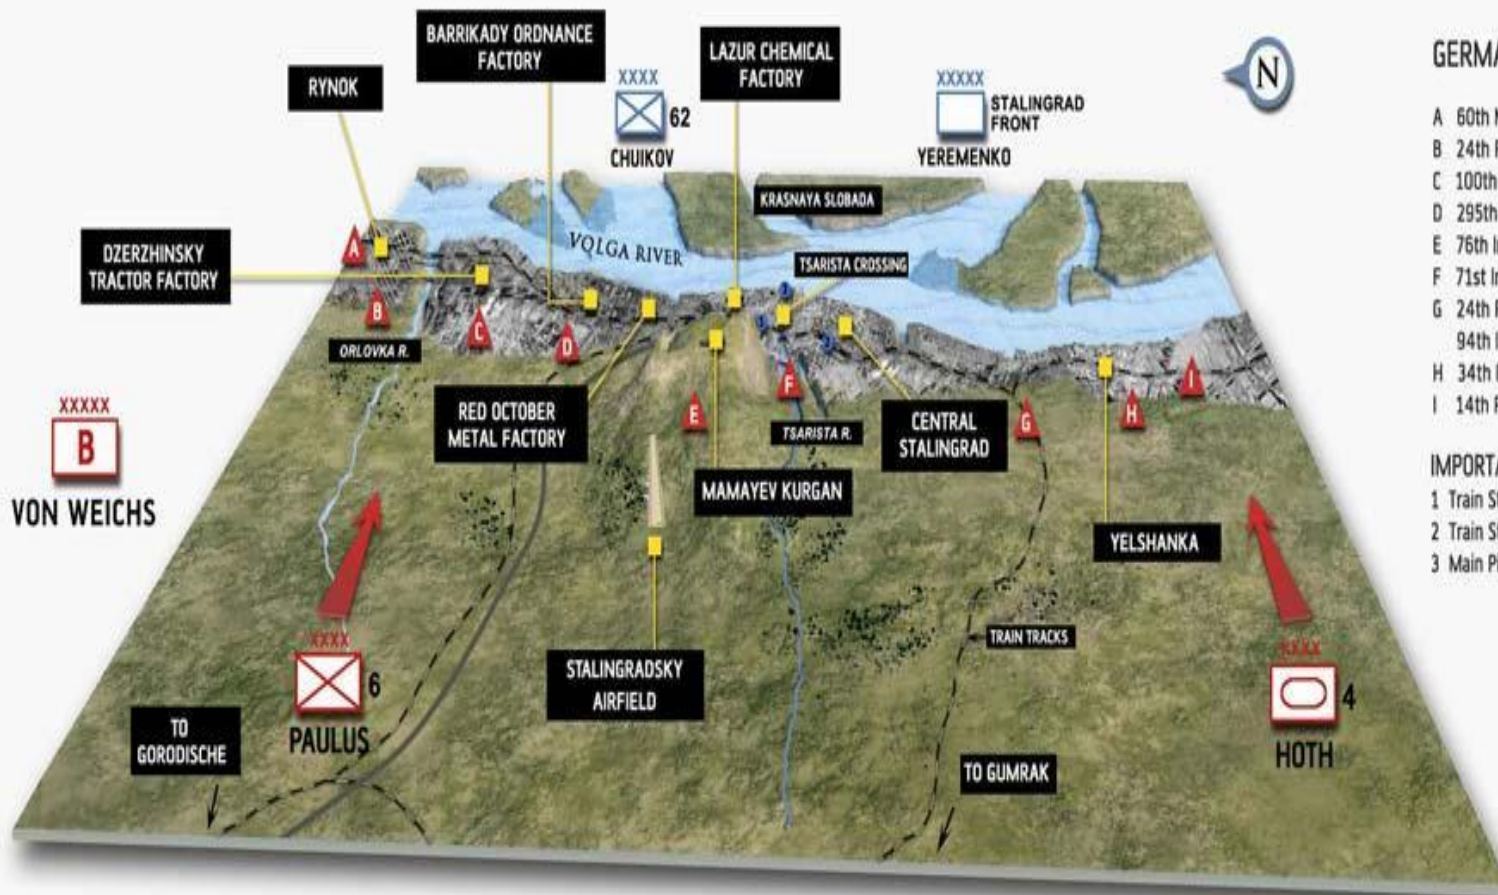 BARRIKADY ORDNANCE
FACTORY
LAZUR CHEMICAL
FACTORY
RYNOK
XXXX
62
CHUIKOV
XXXXX
STALINGRAD
FRONT
YEREMENKO
N
KRASNAYA SLOBADA
VOLGA RIVER
TSARISTA CROSSING
DZERZHINSKY
TRACTOR FACTORY
A
B
C
D
E
F
G
H
I
ORLOVKA R.
RED OCTOBER
METAL FACTORY
TSARISTA R.
CENTRAL
STALINGRAD
MAMAYEV KURGAN
YELSHANKA
XXXXX
B
VON WEICHS
STALINGRADSKY
AIRFIELD
TRAIN TRACKS
XXXX
6
PAULUS
XXXX
4
HOTH
TO
GORODISCHE
TO GUMRAK
GERMA
A 60th
B 24th
C 100th
D 295th
E 76th
F 71st
G 24th
94th
H 34th
I 14th
IMPORTA
1 Train
2 Train
3 Main